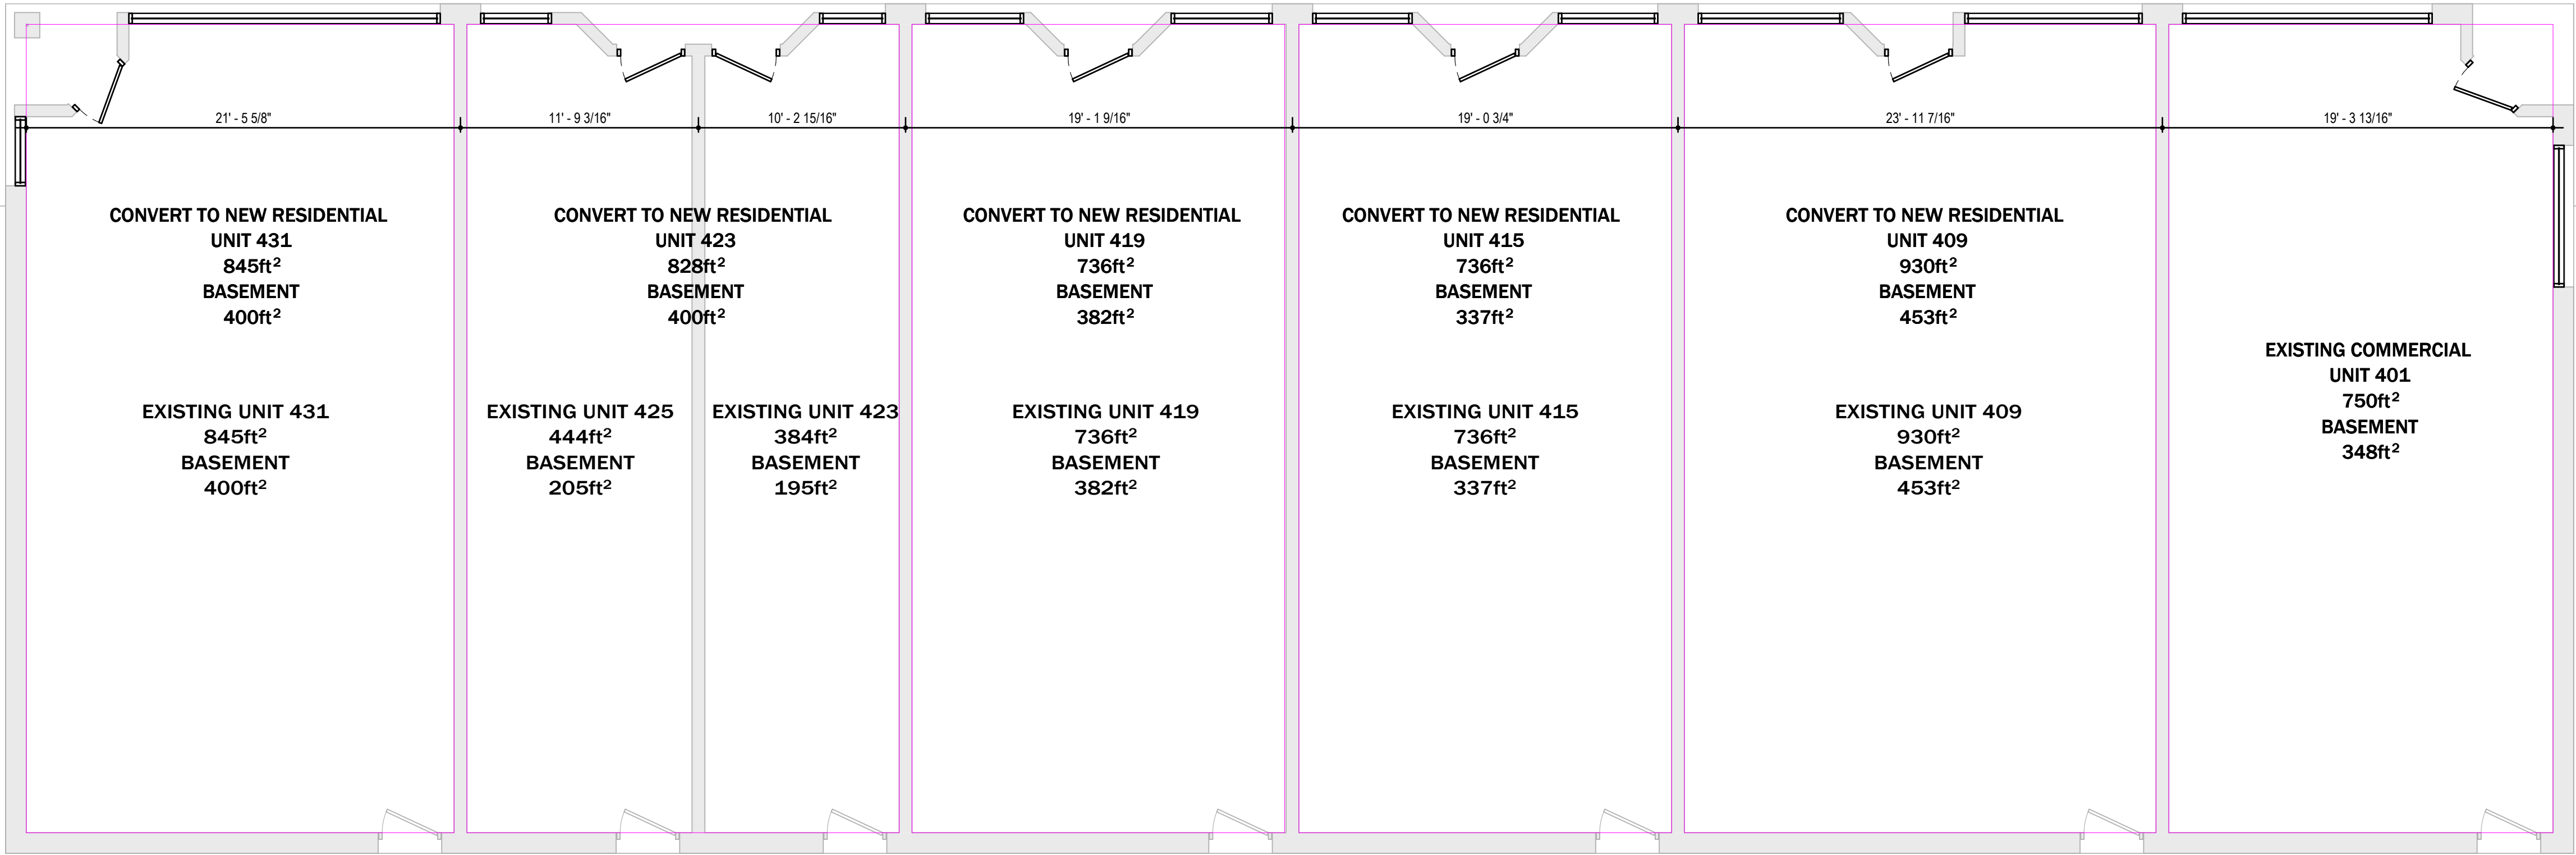 21' - 5 5/8"
11' - 9 3/16"
10' - 2 15/16"
19' - 1 9/16"
19' - 0 3/4"
23' - 11 7/16"
19' - 3 13/16"
CONVERT TO NEW RESIDENTIAL
UNIT 431
845ft²
BASEMENT
400ft²
CONVERT TO NEW RESIDENTIAL
UNIT 423
828ft²
BASEMENT
400ft²
CONVERT TO NEW RESIDENTIAL
UNIT 419
736ft²
BASEMENT
382ft²
CONVERT TO NEW RESIDENTIAL
UNIT 415
736ft²
BASEMENT
337ft²
CONVERT TO NEW RESIDENTIAL
UNIT 409
930ft²
BASEMENT
453ft²
EXISTING COMMERCIAL
UNIT 401
750ft²
BASEMENT
348ft²
EXISTING UNIT 431
845ft²
BASEMENT
400ft²
EXISTING UNIT 425
444ft²
BASEMENT
205ft²
EXISTING UNIT 423
384ft²
BASEMENT
195ft²
EXISTING UNIT 419
736ft²
BASEMENT
382ft²
EXISTING UNIT 415
736ft²
BASEMENT
337ft²
EXISTING UNIT 409
930ft²
BASEMENT
453ft²